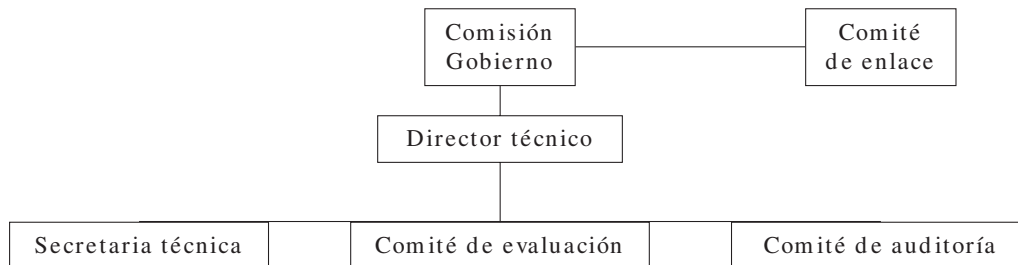 Comisión
Gobierno
Comité
de enlace
Director técnico
Secretaria técnica
Comité de evaluación
Comité de auditoría